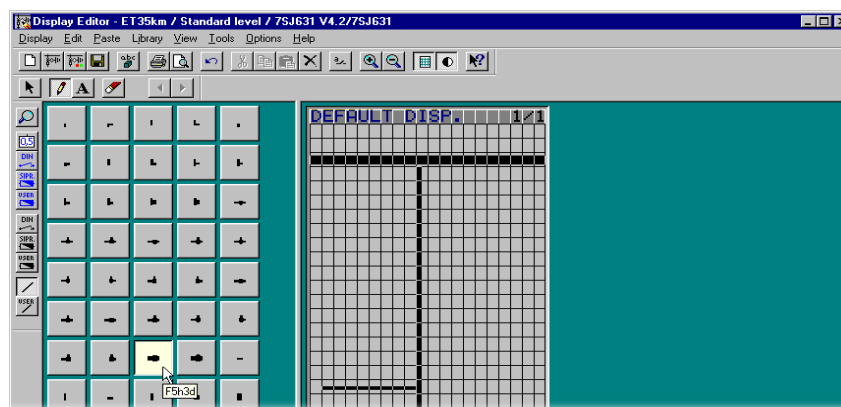 Display Editor - ET35km / Standard level / 7SJ631 V4.2/7SJ631
Display Edit Paste Library View Tools Options Help
abc
A
DEFAULT DISP. 1/1
0,5
DIN
SIPR.
USER
DIN
SIPR.
USER
USER
F5h3d